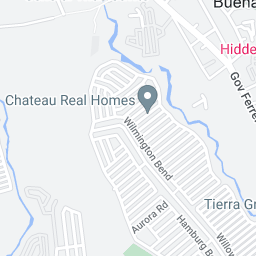 Buena
Hidde
Gov Ferre
Chateau Real Homes
Wilmington Bend
Tierra Gr
Aurora Rd
Hamburg B
Willow